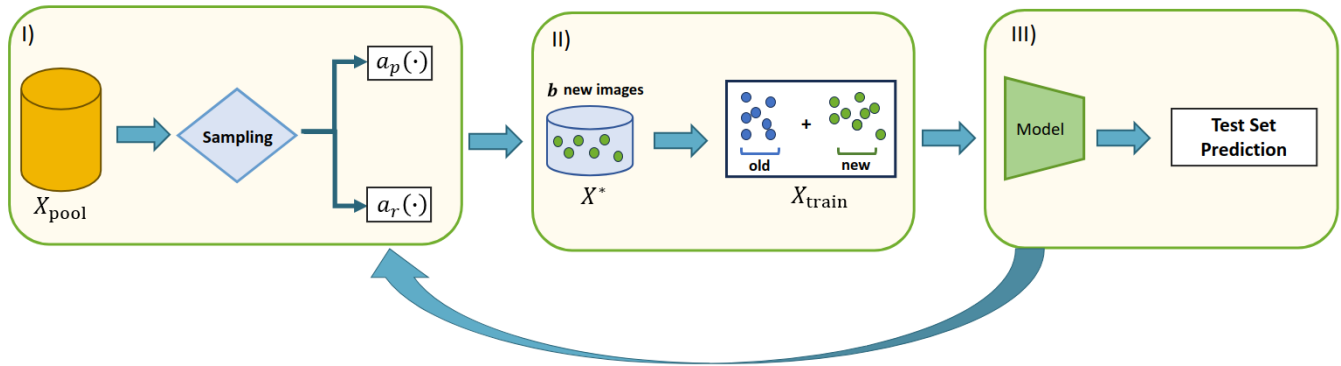 I)
X_pool
Sampling
a_p(·)
a_r(·)
II)
b new images
X*
+
old
new
X_train
III)
Model
Test Set
Prediction